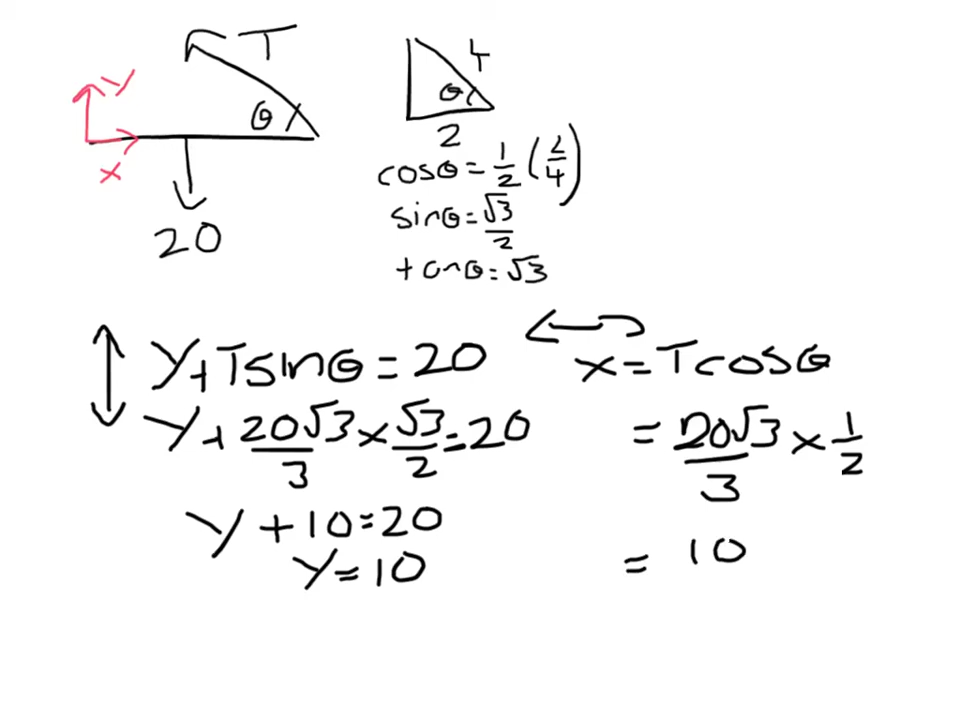 T
4
Y
θ
θ
x
2
20
cosθ = 1/2 (2/4)
sinθ = √3/2
tanθ = √3
Y + Tsinθ = 20
x = Tcosθ
Y + 20√3/3 × √3/2 = 20
= 20√3/3 × 1/2
Y + 10 = 20
Y = 10
= 10